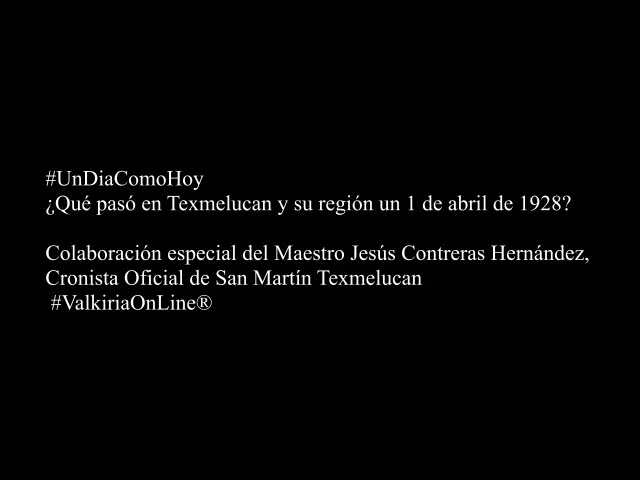 #UnDiaComoHoy
¿Qué pasó en Texmelucan y su región un 1 de abril de 1928?
Colaboración especial del Maestro Jesús Contreras Hernández,
Cronista Oficial de San Martín Texmelucan
#ValkiriaOnLine®